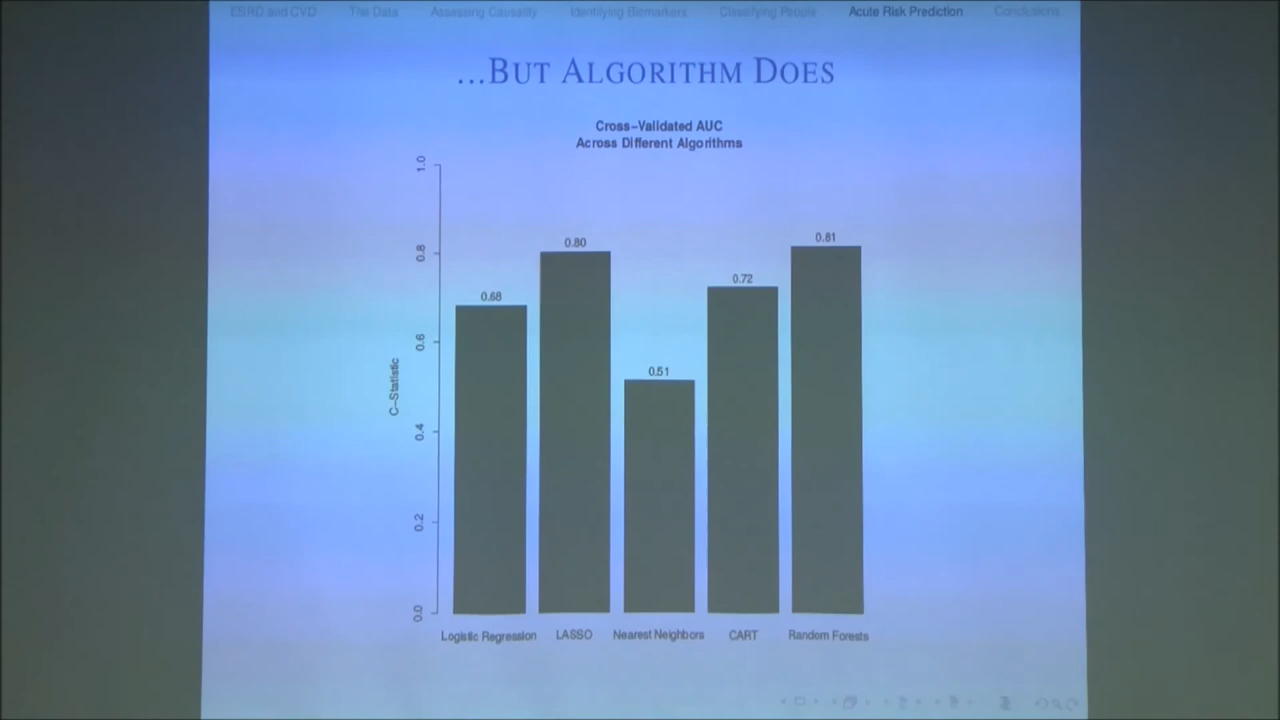 ESRD and CVD The Data Assessing Causality Identifying Biomarkers Classifying People Acute Risk Prediction Conclusions
...BUT ALGORITHM DOES
Cross-Validated AUC
Across Different Algorithms
1.0
0.8
0.6
0.4
0.2
0.0
C-Statistic
0.68
0.80
0.51
0.72
0.81
Logistic Regression LASSO Nearest Neighbors CART Random Forests